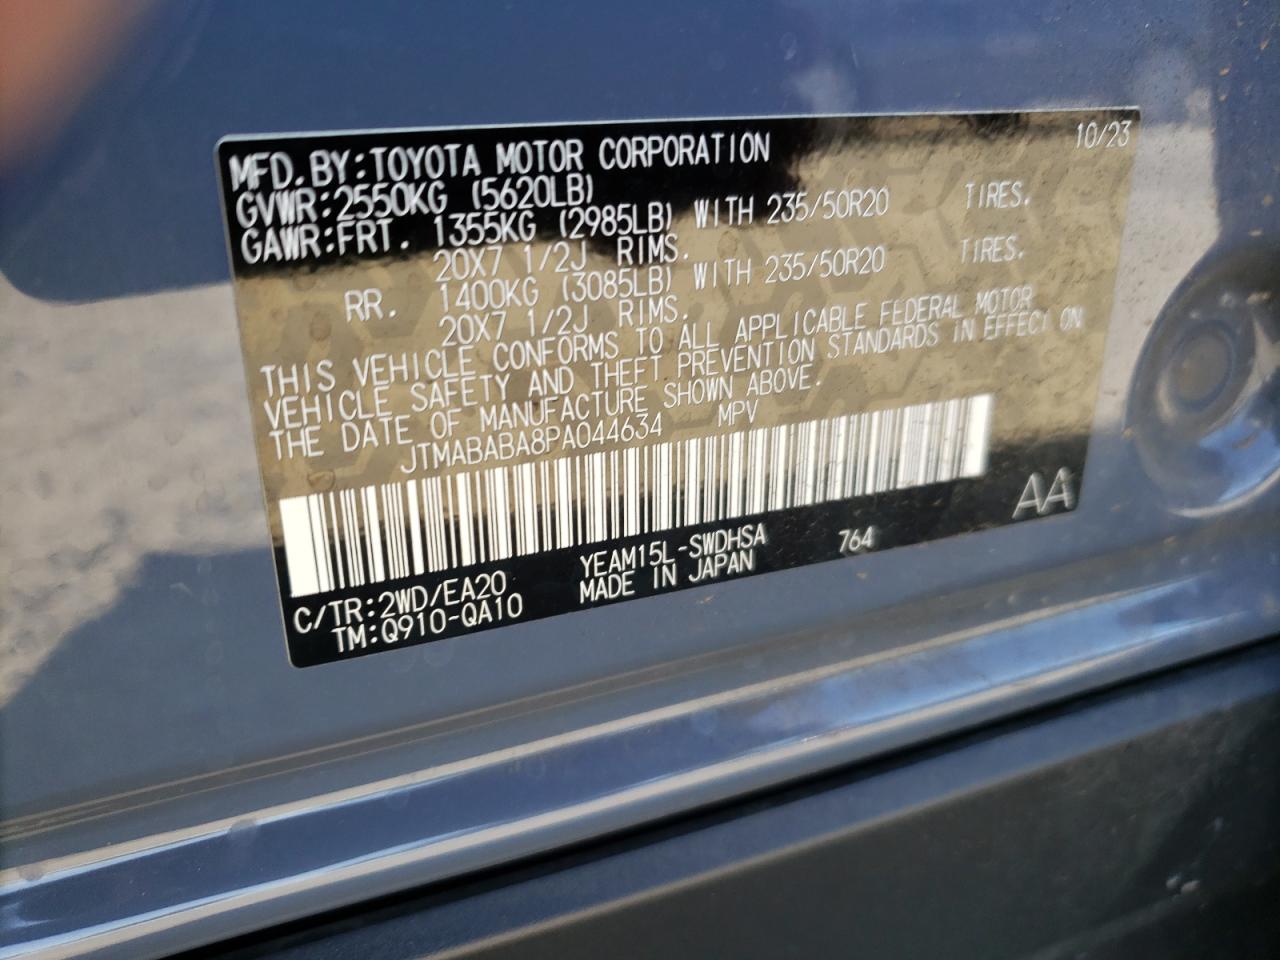 MFD.BY:TOYOTA MOTOR CORPORATION 10/23
GVWR:2550KG (5620LB)
GAWR:FRT. 1355KG (2985LB) WITH 235/50R20 TIRES.
20X7 1/2J RIMS.
RR. 1400KG (3085LB) WITH 235/50R20 TIRES.
20X7 1/2J RIMS.
THIS VEHICLE CONFORMS TO ALL APPLICABLE FEDERAL MOTOR
VEHICLE SAFETY AND THEFT PREVENTION STANDARDS IN EFFECT ON
THE DATE OF MANUFACTURE SHOWN ABOVE.
JTMABABA8PA044634 MPV
AA
C/TR:2WD/EA20 YEAM15L-SWDHSA 764
TM:Q910-QA10 MADE IN JAPAN